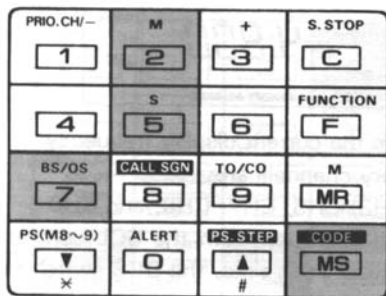 PRIO.CH/− M + S.STOP
1 2 3 C
S FUNCTION
4 5 6 F
BS/OS CALL SGN TO/CO M
7 8 9 MR
PS(M8~9) ALERT PS.STEP CODE
▼ 0 ▲ MS
* #